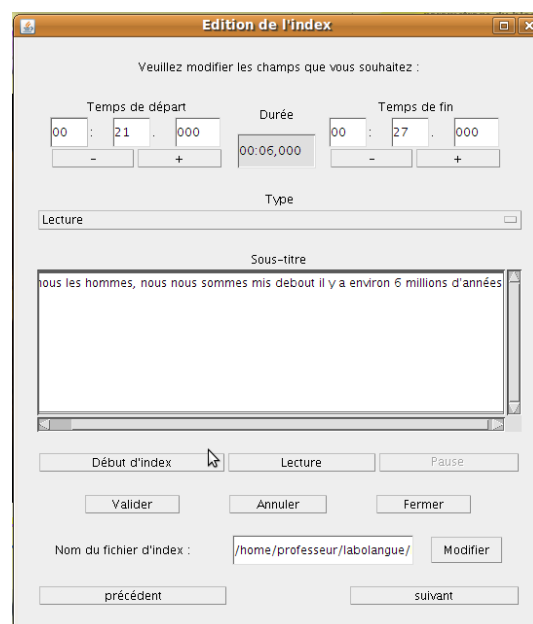 Edition de l'index
Veuillez modifier les champs que vous souhaitez :
Temps de départ Durée Temps de fin
00 : 21 . 000 00:06,000 00 : 27 . 000
- + - +
Type
Lecture
Sous-titre
nous les hommes, nous nous sommes mis debout il y a environ 6 millions d'années
Début d'index Lecture Pause
Valider Annuler Fermer
Nom du fichier d'index : /home/professeur/labolangue/ Modifier
précédent suivant